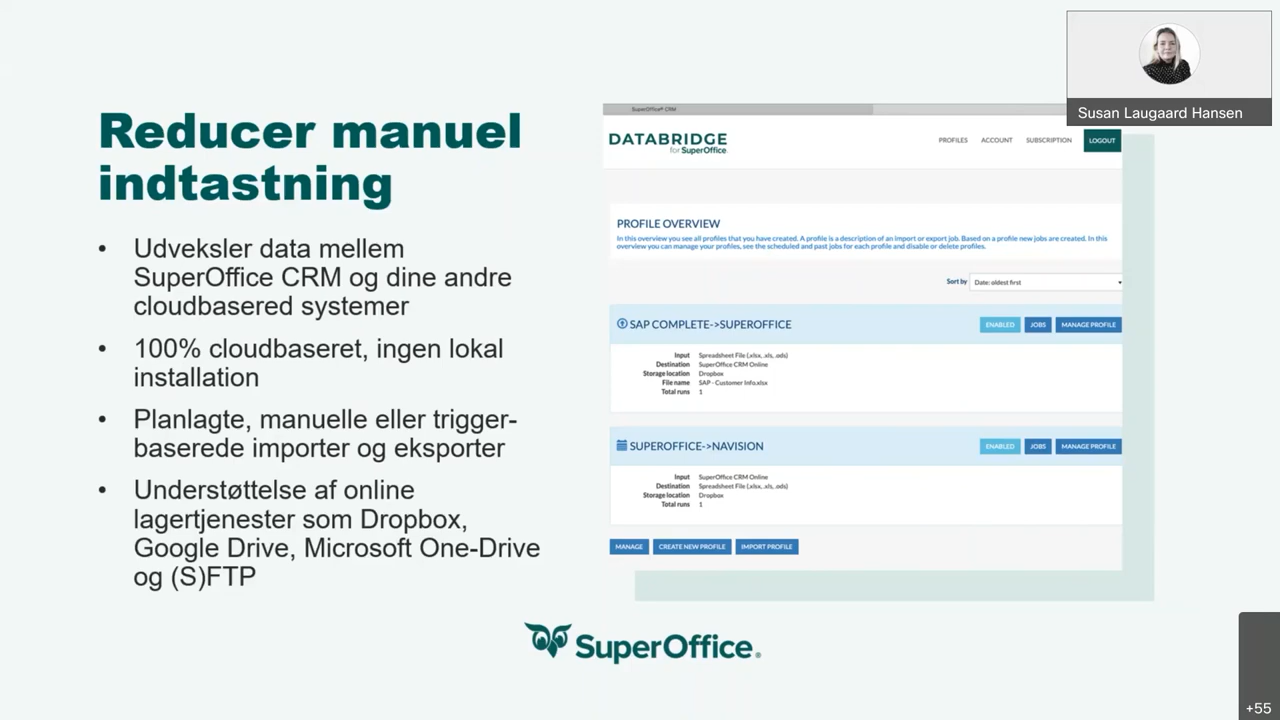 Reducer manuel
indtastning
• Udveksler data mellem
SuperOffice CRM og dine andre
cloudbasered systemer
• 100% cloudbaseret, ingen lokal
installation
• Planlagte, manuelle eller trigger-
baserede importer og eksporter
• Understøttelse af online
lagertjenester som Dropbox,
Google Drive, Microsoft One-Drive
og (S)FTP
Susan Laugaard Hansen
SuperOffice® CRM
DATABRIDGE
for SuperOffice
PROFILES ACCOUNT SUBSCRIPTION LOGOUT
PROFILE OVERVIEW
In this overview you see all profiles that you have created. A profile is a description of an import or export job. Based on a profile new jobs are created. In this
overview you can manage your profiles, see the scheduled and past jobs for each profile and disable or delete profiles.
Sort by Date: oldest first
SAP COMPLETE->SUPEROFFICE ENABLED JOBS MANAGE PROFILE
Input Spreadsheet File (.xlsx,.xls,.ods)
Destination SuperOffice CRM Online
Storage location Dropbox
File name SAP - Customer Info.xlsx
Total runs 1
SUPEROFFICE->NAVISION ENABLED JOBS MANAGE PROFILE
Input SuperOffice CRM Online
Destination Spreadsheet File (.xlsx,.xls,.ods)
Storage location Dropbox
Total runs 1
MANAGE CREATE NEW PROFILE IMPORT PROFILE
SuperOffice®
+55